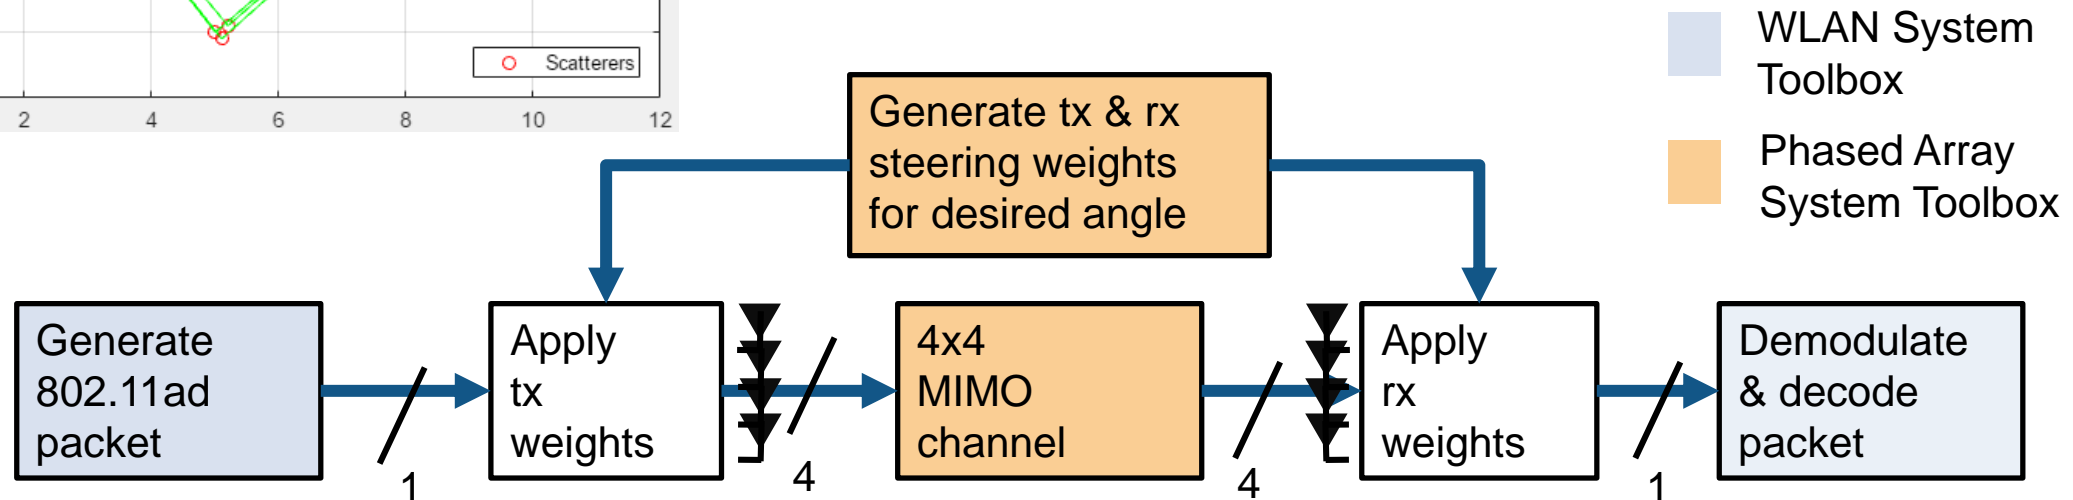 Scatterers
2 4 6 8 10 12
WLAN System
Toolbox
Phased Array
System Toolbox
Generate tx & rx
steering weights
for desired angle
Generate
802.11ad
packet
1
Apply
tx
weights
4
4x4
MIMO
channel
4
Apply
rx
weights
1
Demodulate
& decode
packet